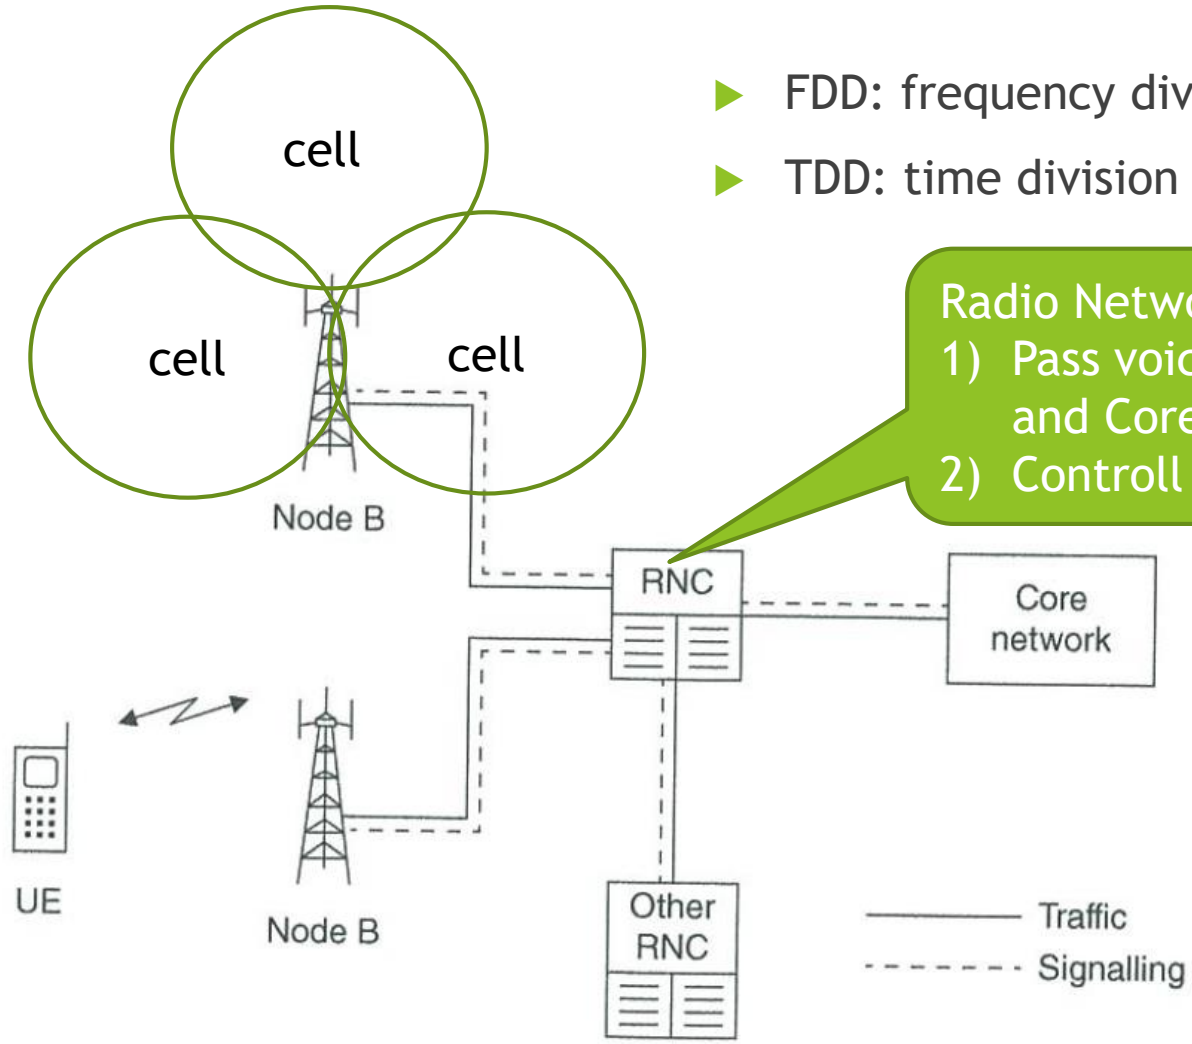 FDD: frequency div
TDD: time division
cell
cell
cell
Radio Netwo
1) Pass voic
and Core
2) Controll
Node B
RNC
Core
network
UE
Node B
Other
RNC
Traffic
Signalling